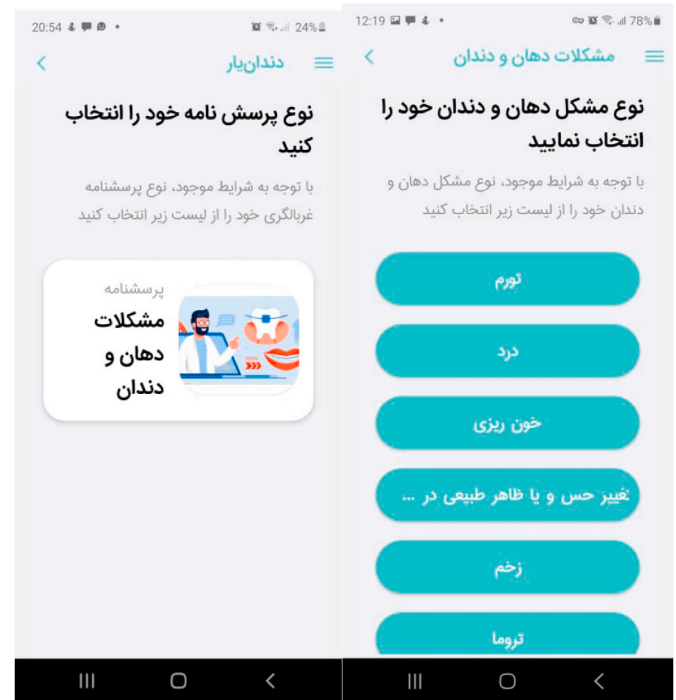 20:54
24%
دندان‌یار
نوع پرسش نامه خود را انتخاب
کنید
با توجه به شرایط موجود، نوع پرسشنامه
غربالگری خود را از لیست زیر انتخاب کنید
پرسشنامه
مشکلات
دهان و
دندان
12:19
78%
مشکلات دهان و دندان
نوع مشکل دهان و دندان خود را
انتخاب نمایید
با توجه به شرایط موجود، نوع مشکل دهان و
دندان خود را از لیست زیر انتخاب کنید
تورم
درد
خون ریزی
تغییر حس و یا ظاهر طبیعی در ...
زخم
تروما